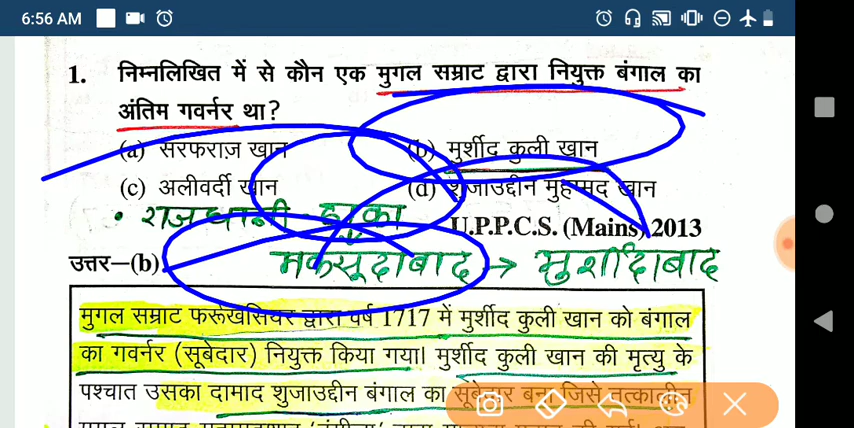 6:56 AM
1. निम्नलिखित में से कौन एक मुगल सम्राट द्वारा नियुक्त बंगाल का
अंतिम गवर्नर था?
(a) सरफराज़ खान (b) मुर्शीद कुली खान
(c) अलीवर्दी खान (d) शुजाउद्दीन मुहम्मद खान
• राजधानी - ढाका
U.P.P.C.S. (Mains) 2013
उत्तर—(b) मकसूदाबाद → मुर्शीदाबाद
मुगल सम्राट फर्रूखसियर द्वारा वर्ष 1717 में मुर्शीद कुली खान को बंगाल
का गवर्नर (सूबेदार) नियुक्त किया गया। मुर्शीद कुली खान की मृत्यु के
पश्चात उसका दामाद शुजाउद्दीन बंगाल का सूबेदार बना जिसे तत्कालीन